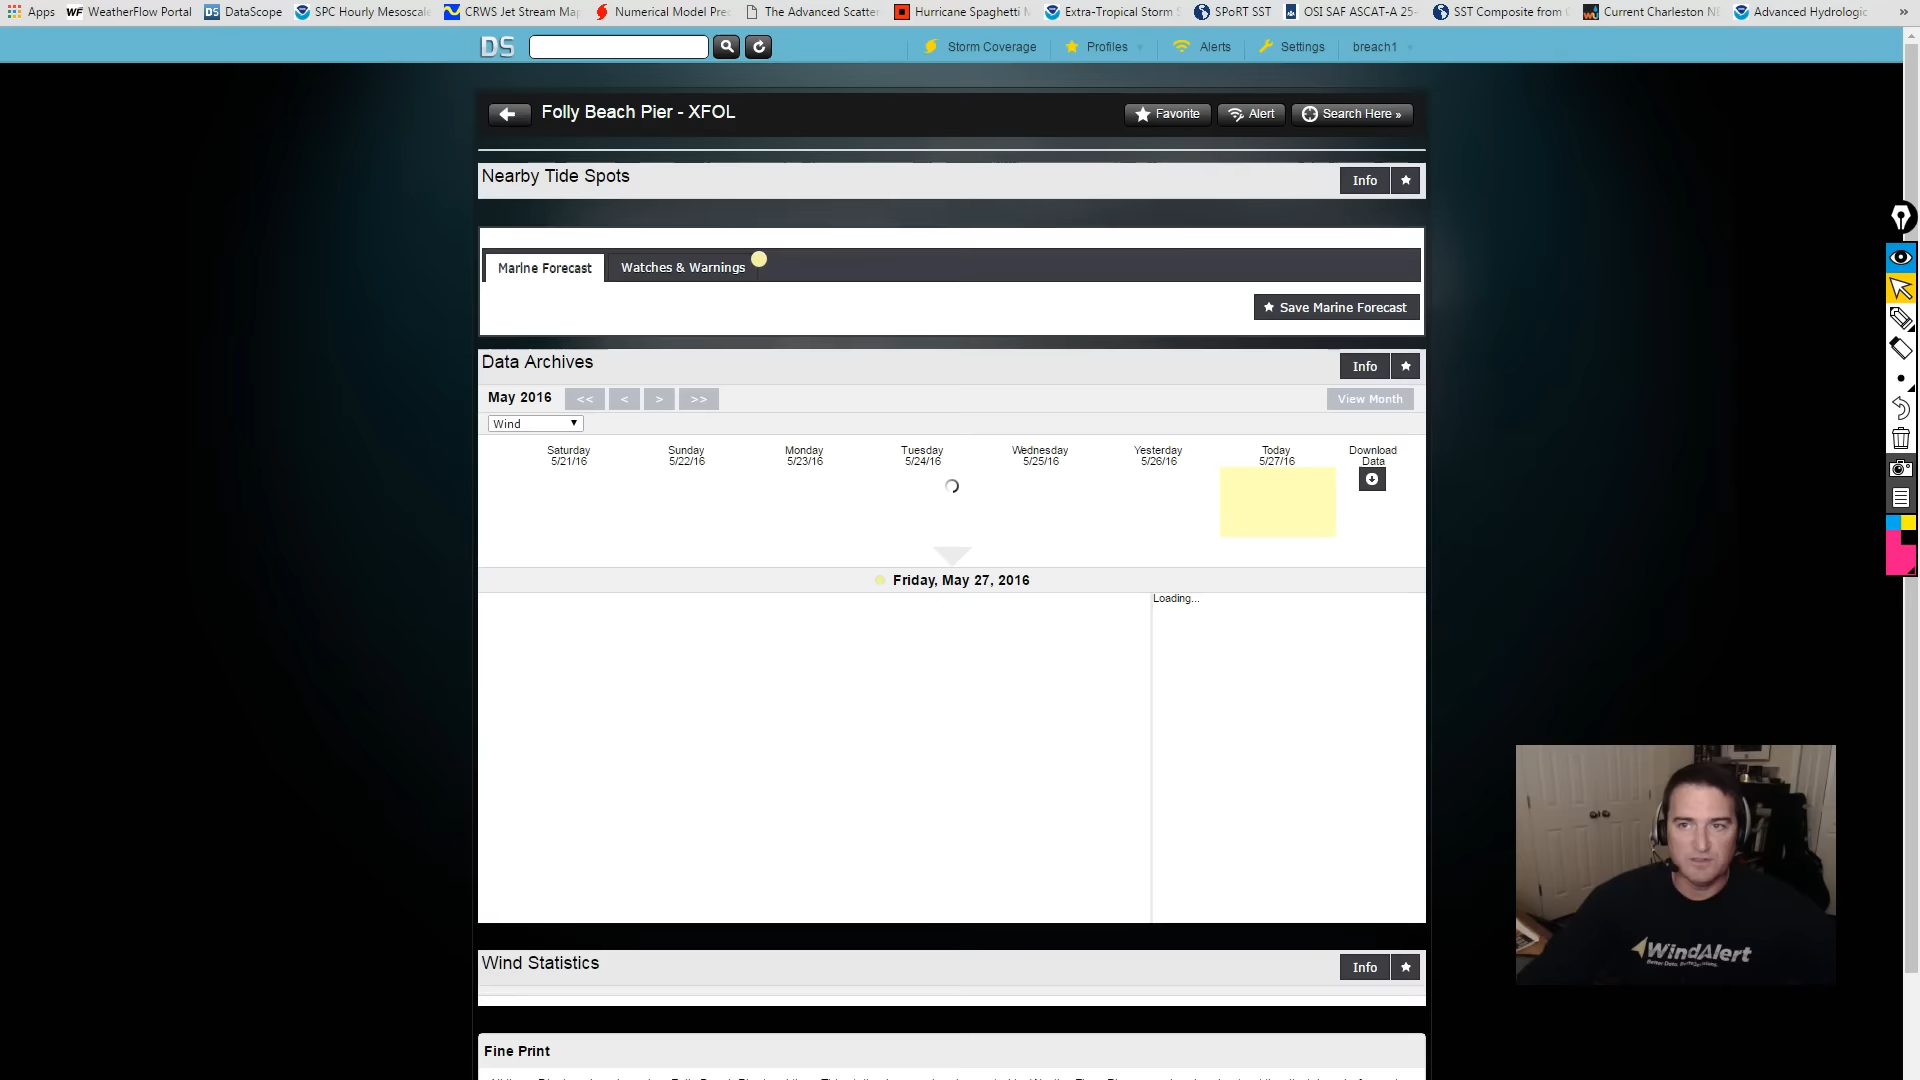 Apps WF WeatherFlow Portal DS DataScope SPC Hourly Mesoscale CRWS Jet Stream Map Numerical Model Pre The Advanced Scatter Hurricane Spaghetti M Extra-Tropical Storm S SPoRT SST OSI SAF ASCAT-A 25- SST Composite from Current Charleston NE Advanced Hydrologic »
DS Storm Coverage Profiles Alerts Settings breach1
Folly Beach Pier - XFOL Favorite Alert Search Here »
Nearby Tide Spots Info
Marine Forecast Watches & Warnings
Save Marine Forecast
Data Archives Info
May 2016 << < > >> View Month
Wind
Saturday Sunday Monday Tuesday Wednesday Yesterday Today Download
5/21/16 5/22/16 5/23/16 5/24/16 5/25/16 5/26/16 5/27/16 Data
Friday, May 27, 2016
Loading...
WindAlert
Wind Statistics Info
Fine Print